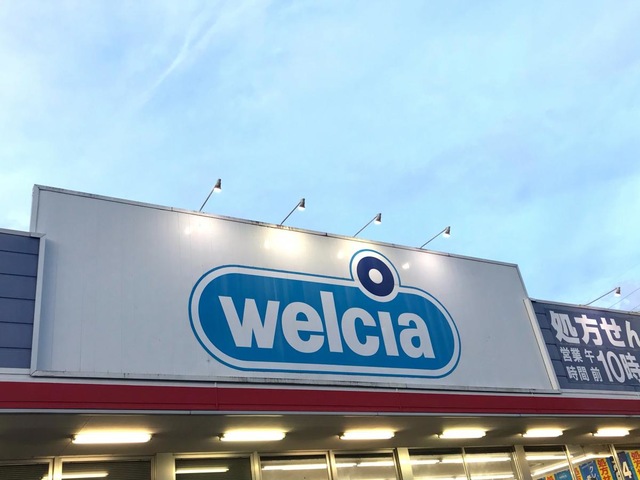 welcia
処方せん
営業 午
時間 前
10時